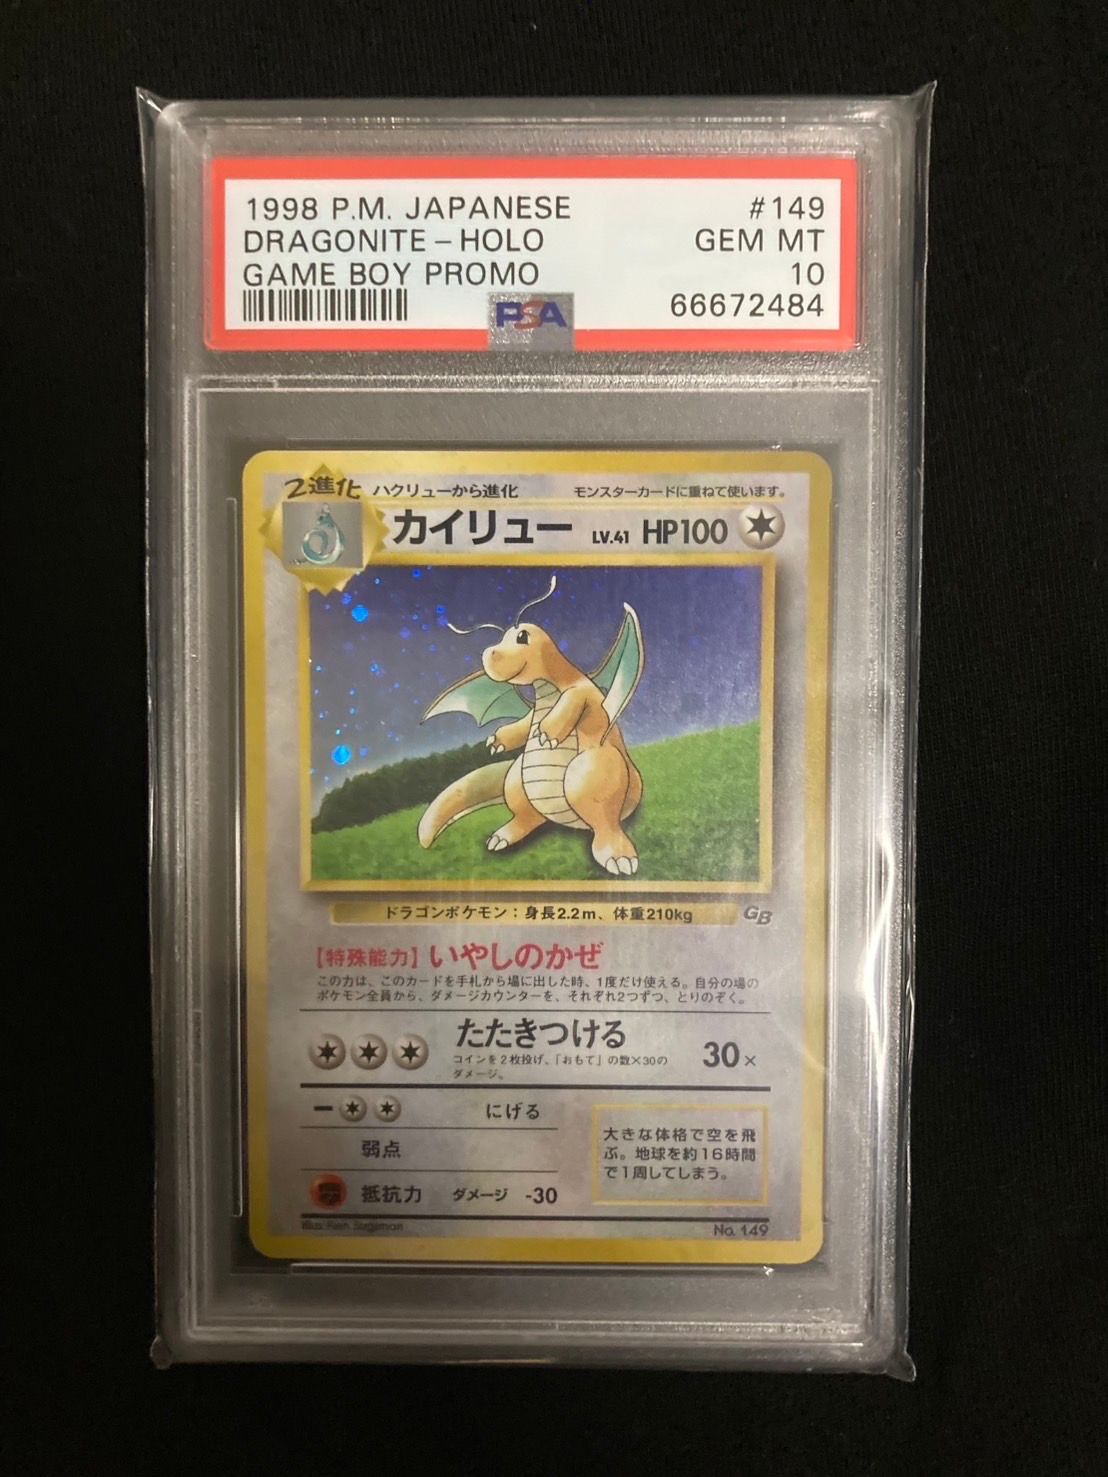 1998 P.M. JAPANESE #149
DRAGONITE - HOLO GEM MT
GAME BOY PROMO 10
PSA 66672484
2進化 ハクリューから進化 モンスターカードに重ねて使います。
カイリュー LV.41 HP100
ドラゴンポケモン：身長2.2m、体重210kg GB
【特殊能力】いやしのかぜ
この力は、このカードを手札から場に出した時、1度だけ使える。自分の場の
ポケモン全員から、ダメージカウンターを、それぞれ2つずつ、とりのぞく。
たたきつける 30×
コインを2枚投げ、「おもて」の数×30の
ダメージ。
にげる
弱点
抵抗力 ダメージ -30
大きな体格で空を飛
ぶ。地球を約16時間
で1周してしまう。
Illus. Ken Sugimori No. 149